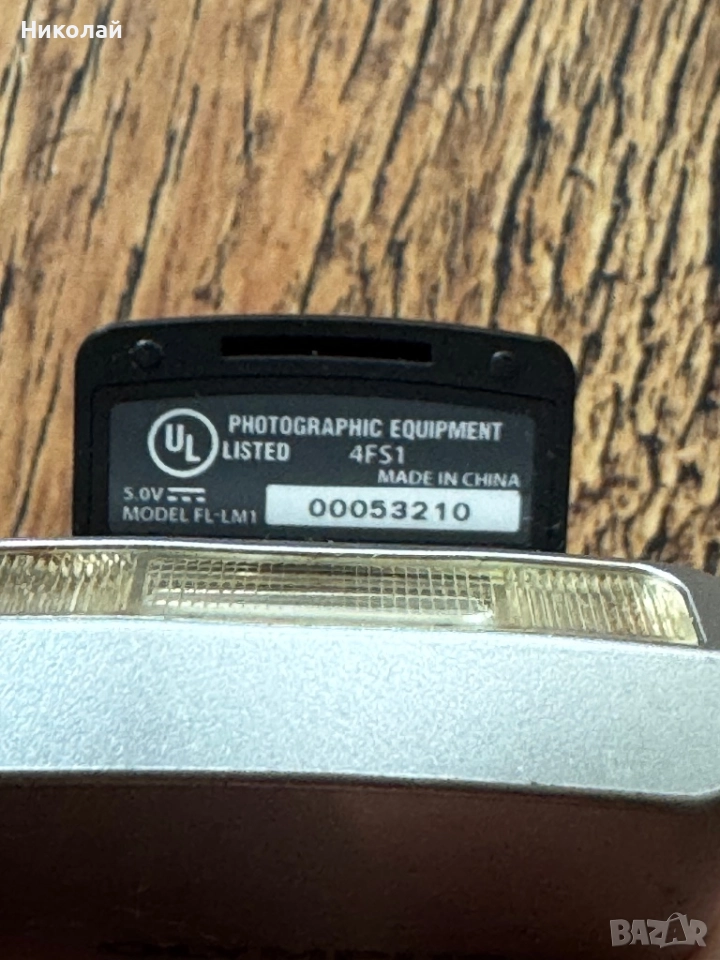 Николай
UL
PHOTOGRAPHIC EQUIPMENT
LISTED 4FS1
MADE IN CHINA
5.0V
MODEL FL-LM1 00053210
BAZAR